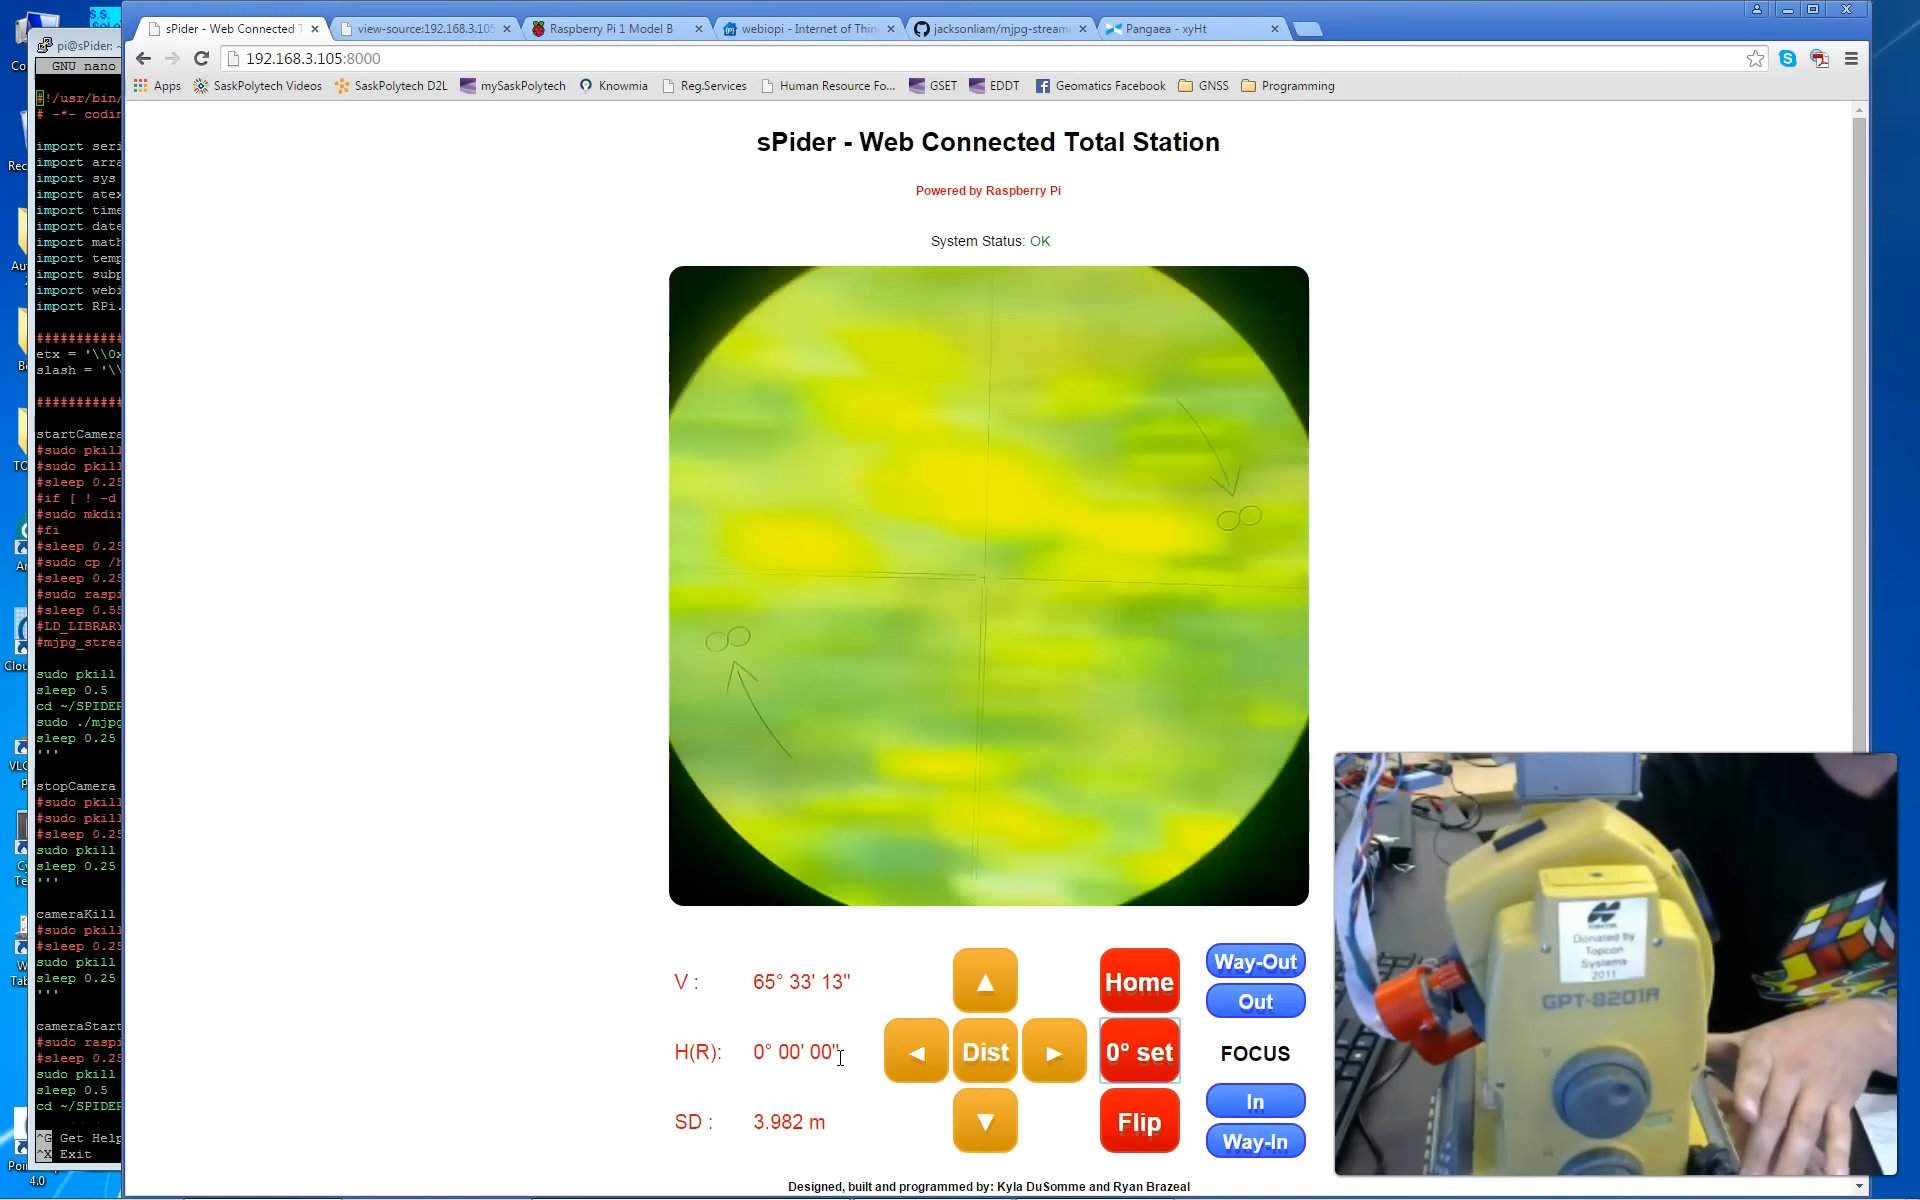 sPider - Web Connected T
view-source:192.168.3.105
Raspberry Pi 1 Model B
webiopi - Internet of Thin
jacksonliam/mjpg-stream
Pangaea - xyHt
192.168.3.105:8000
Apps
SaskPolytech Videos
SaskPolytech D2L
mySaskPolytech
Knowmia
Reg.Services
Human Resource Fo...
GSET
EDDT
Geomatics Facebook
GNSS
Programming
pi@sPider: ~
GNU nano
#!/usr/bin/
# -*- codin
import seri
import arra
import sys
import atex
import time
import date
import math
import temp
import subp
import webi
import RPi.
###########
etx = '\\0x
slash = '\\
###########
startCamera
#sudo pkill
#sudo pkill
#sleep 0.25
#if [ ! -d
#sudo mkdir
#fi
#sleep 0.25
#sudo cp /h
#sleep 0.25
#sudo raspi
#sleep 0.55
#LD_LIBRARY
#mjpg_strea
sudo pkill
sleep 0.5
cd ~/SPIDER
sudo ./mjpg
sleep 0.25
'''
stopCamera
#sudo pkill
#sudo pkill
#sleep 0.25
sudo pkill
sleep 0.25
'''
cameraKill
#sudo pkill
#sleep 0.25
sudo pkill
sleep 0.25
'''
cameraStart
#sudo raspi
#sleep 0.25
sudo pkill
sleep 0.5
cd ~/SPIDER
^G Get Help
^X Exit
4.0
sPider - Web Connected Total Station
Powered by Raspberry Pi
System Status: OK
V : 65° 33' 13"
H(R): 0° 00' 00"
SD : 3.982 m
Dist
Home
0° set
Flip
Way-Out
Out
FOCUS
In
Way-In
Designed, built and programmed by: Kyla DuSomme and Ryan Brazeal
TOPCON
Donated by
Topcon
Systems
2011
GPT-8201A